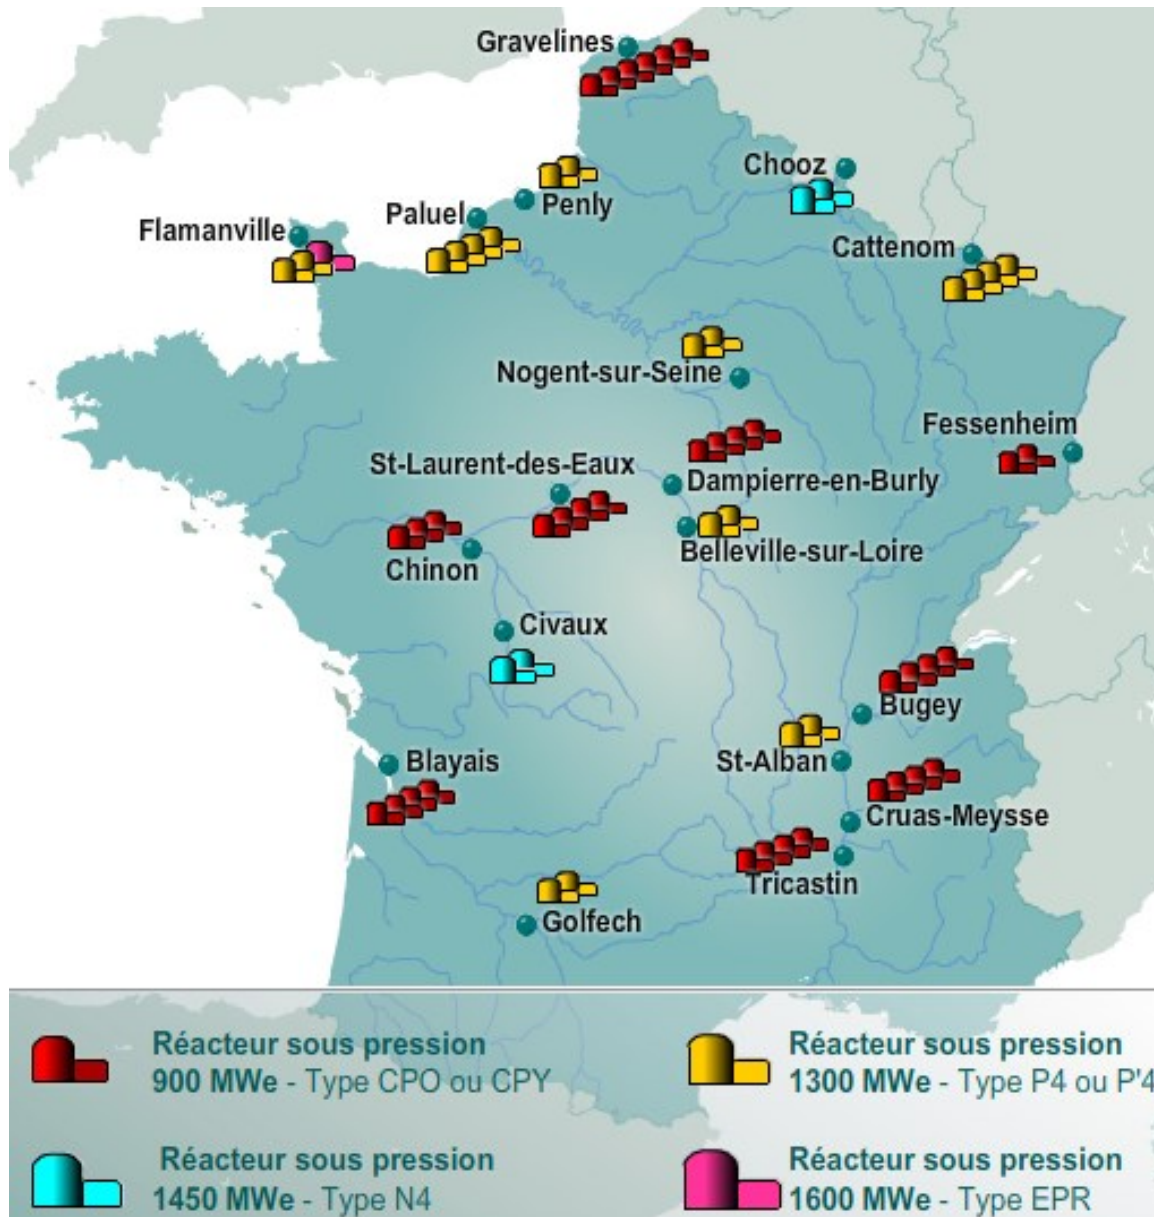 Gravelines
Chooz
Penly
Paluel
Flamanville
Cattenom
Nogent-sur-Seine
Fessenheim
St-Laurent-des-Eaux
Dampierre-en-Burly
Belleville-sur-Loire
Chinon
Civaux
Bugey
Blayais
St-Alban
Cruas-Meysse
Tricastin
Golfech
Réacteur sous pression
900 MWe - Type CPO ou CPY
Réacteur sous pression
1300 MWe - Type P4 ou P'4
Réacteur sous pression
1450 MWe - Type N4
Réacteur sous pression
1600 MWe - Type EPR